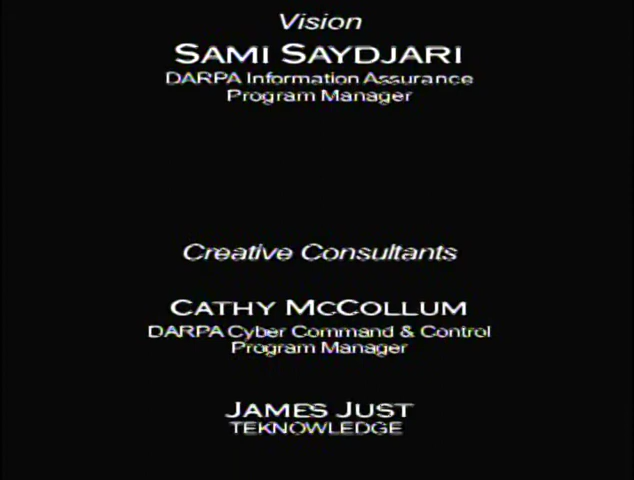 Vision
SAMI SAYDJARI
DARPA Information Assurance
Program Manager
Creative Consultants
CATHY MCCOLLUM
DARPA Cyber Command & Control
Program Manager
JAMES JUST
TEKNOWLEDGE